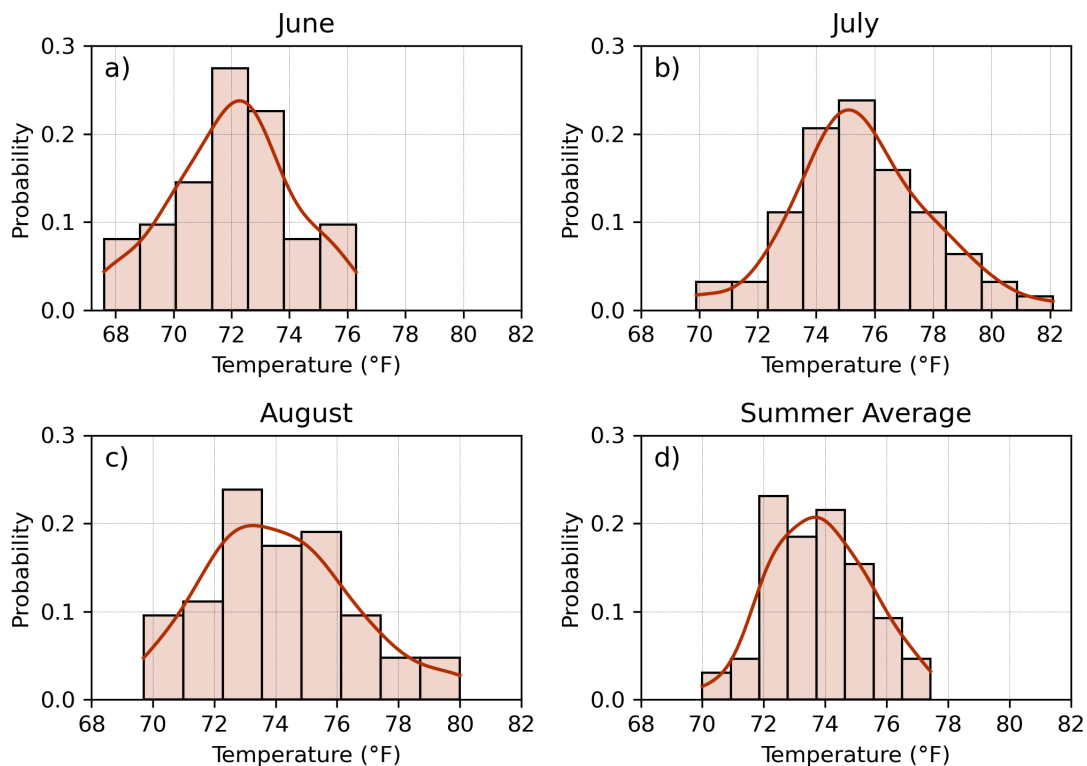 June
a)
0.3
0.2
0.1
0.0
Probability
68 70 72 74 76 78 80 82
Temperature (°F)
July
b)
0.3
0.2
0.1
0.0
Probability
68 70 72 74 76 78 80 82
Temperature (°F)
August
c)
0.3
0.2
0.1
0.0
Probability
68 70 72 74 76 78 80 82
Temperature (°F)
Summer Average
d)
0.3
0.2
0.1
0.0
Probability
68 70 72 74 76 78 80 82
Temperature (°F)